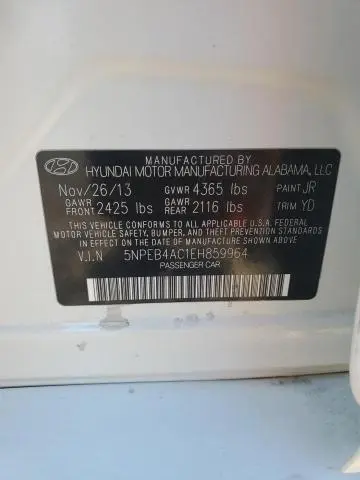 MANUFACTURED BY
HYUNDAI MOTOR MANUFACTURING ALABAMA, LLC
Nov/26/13 GVWR 4365 lbs PAINT JR
GAWR FRONT 2425 lbs GAWR REAR 2116 lbs TRIM YD
THIS VEHICLE CONFORMS TO ALL APPLICABLE U.S.A. FEDERAL
MOTOR VEHICLE SAFETY, BUMPER, AND THEFT PREVENTION STANDARDS
IN EFFECT ON THE DATE OF MANUFACTURE SHOWN ABOVE.
V.I.N 5NPEB4AC1EH859964
PASSENGER CAR